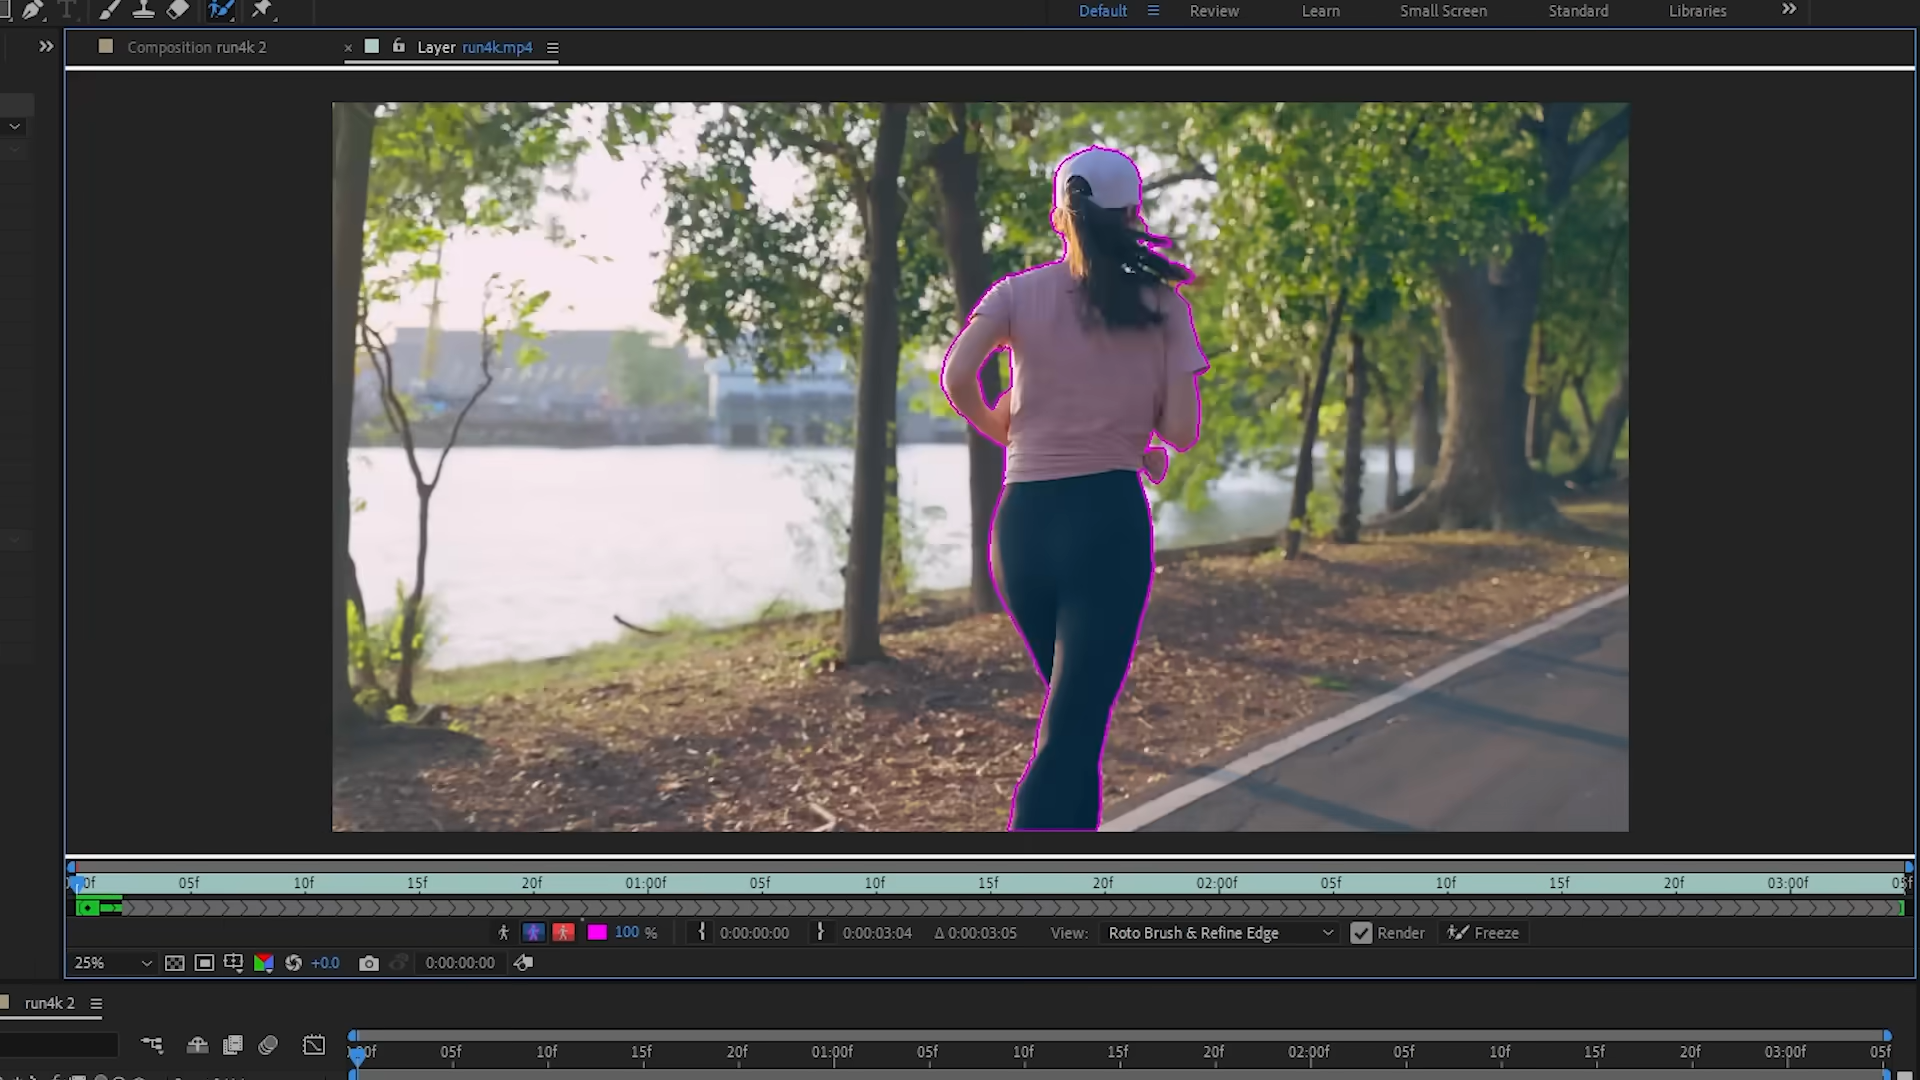 Default Review Learn Small Screen Standard Libraries
Composition run4k 2
Layer run4k.mp4
05f 10f 15f 20f 01:00f 05f 10f 15f 20f 02:00f 05f 10f 15f 20f 03:00f 05f
100 % 0:00:00:00 0:00:03:04 Δ 0:00:03:05 View: Roto Brush & Refine Edge Render Freeze
25% +0.0 0:00:00:00
run4k 2
05f 10f 15f 20f 01:00f 05f 10f 15f 20f 02:00f 05f 10f 15f 20f 03:00f 05f